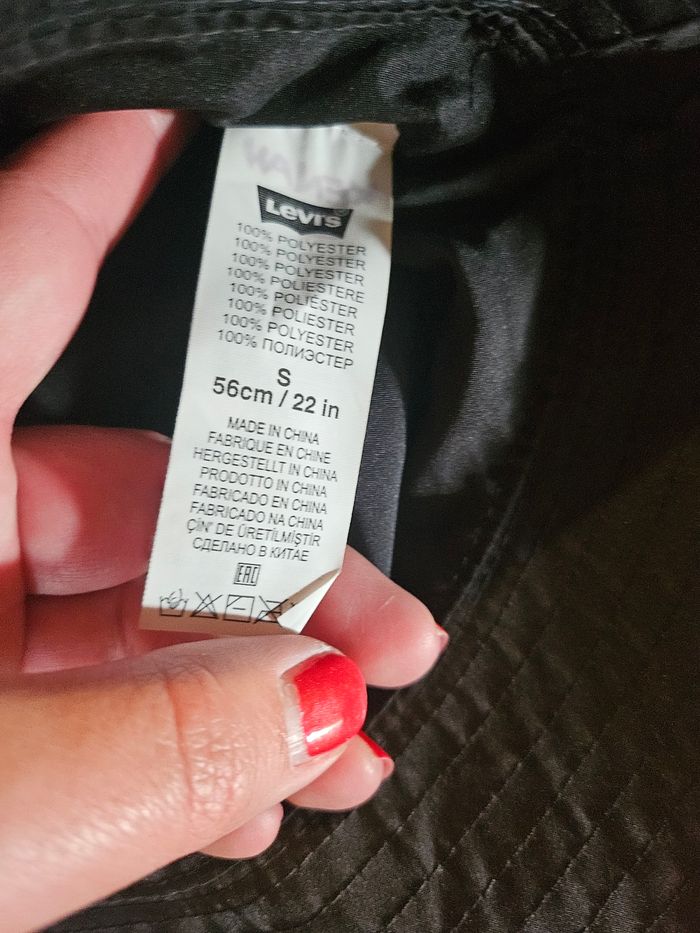 Levi's
100% POLYESTER
100% POLYESTER
100% POLYESTER
100% POLIESTERE
100% POLIÉSTER
100% POLIESTER
100% POLYESTER
100% ПОЛИЭСТЕР
S
56cm / 22 in
MADE IN CHINA
FABRIQUE EN CHINE
HERGESTELLT IN CHINA
PRODOTTO IN CHINA
FABRICADO EN CHINA
FABRICADO NA CHINA
ÇİN' DE ÜRETİLMİŞTİR
СДЕЛАНО В КИТАЕ
EAC